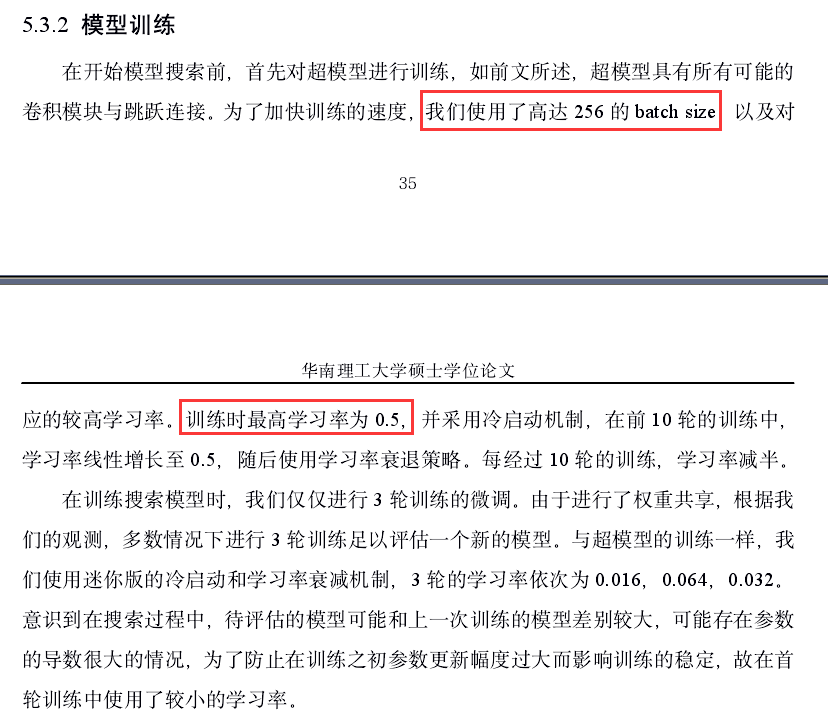 5.3.2 模型训练
在开始模型搜索前，首先对超模型进行训练，如前文所述，超模型具有所有可能的
卷积模块与跳跃连接。为了加快训练的速度，我们使用了高达 256 的 batch size 以及对
35
华南理工大学硕士学位论文
应的较高学习率。训练时最高学习率为 0.5，并采用冷启动机制，在前 10 轮的训练中，
学习率线性增长至 0.5，随后使用学习率衰退策略。每经过 10 轮的训练，学习率减半。
在训练搜索模型时，我们仅仅进行 3 轮训练的微调。由于进行了权重共享，根据我
们的观测，多数情况下进行 3 轮训练足以评估一个新的模型。与超模型的训练一样，我
们使用迷你版的冷启动和学习率衰减机制，3 轮的学习率依次为 0.016，0.064，0.032。
意识到在搜索过程中，待评估的模型可能和上一次训练的模型差别较大，可能存在参数
的导数很大的情况，为了防止在训练之初参数更新幅度过大而影响训练的稳定，故在首
轮训练中使用了较小的学习率。